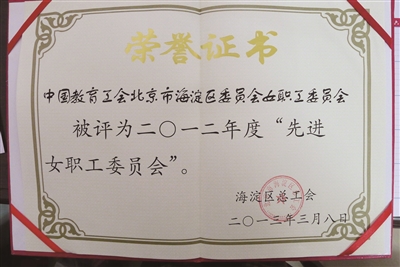 荣誉证书
中国教育工会北京市海淀区委员会女职工委员会
被评为二〇一二年度“先进
女职工委员会”。
海淀区总工会
二〇一三年三月八日